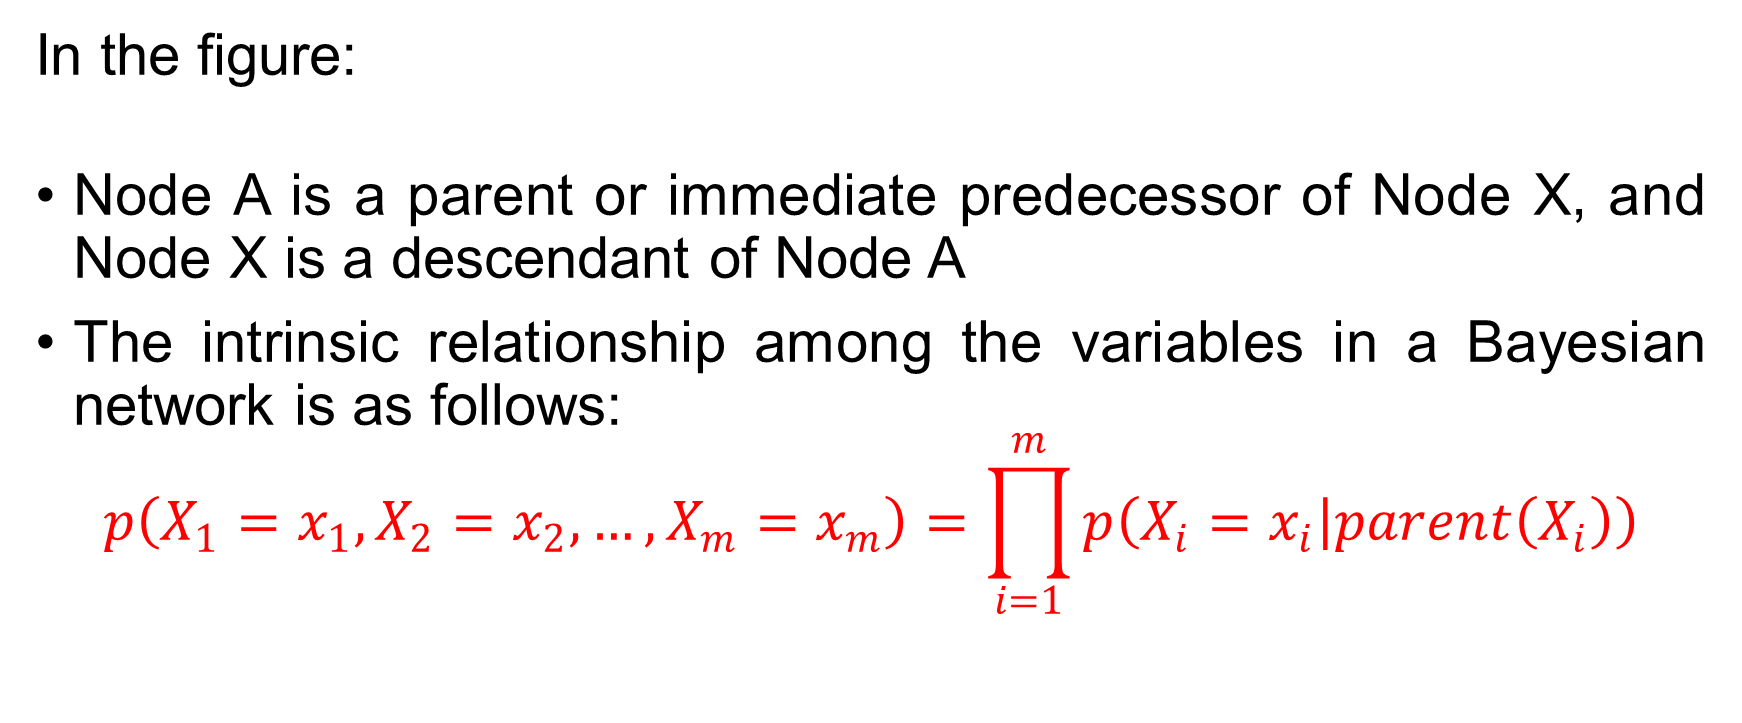 In the figure:
• Node A is a parent or immediate predecessor of Node X, and
Node X is a descendant of Node A
• The intrinsic relationship among the variables in a Bayesian
network is as follows:
p(X₁ = x₁, X₂ = x₂, … , Xₘ = xₘ) = ∏ᵢ₌₁ᵐ p(Xᵢ = xᵢ|parent(Xᵢ))